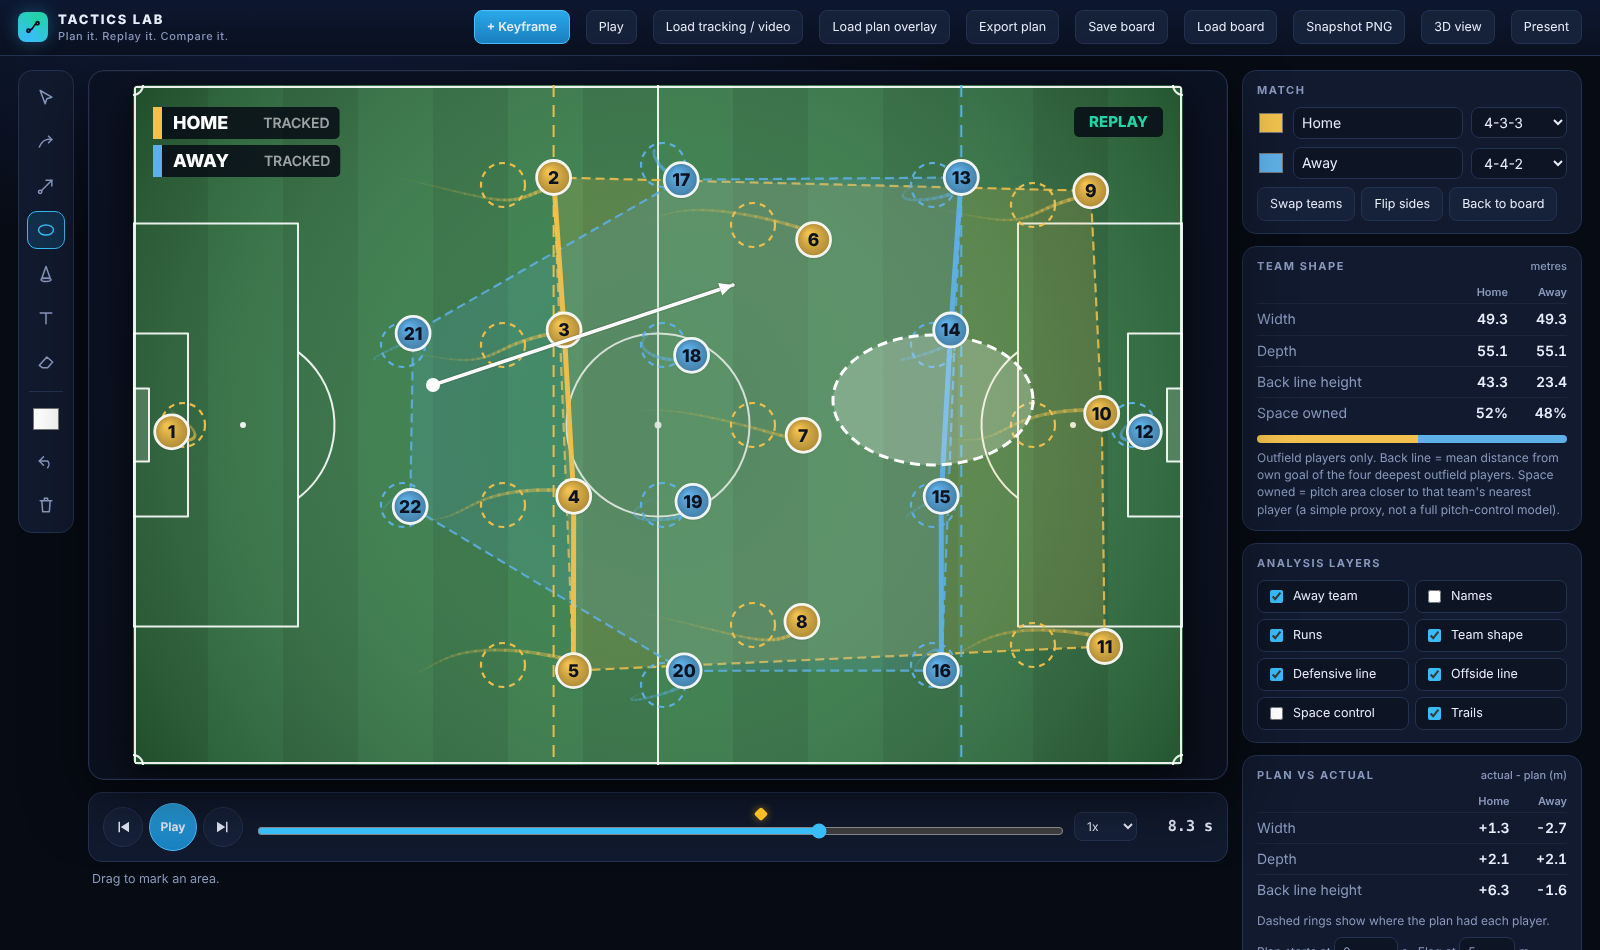 TACTICS LAB
Plan it. Replay it. Compare it.
+ Keyframe
Play
Load tracking / video
Load plan overlay
Export plan
Save board
Load board
Snapshot PNG
3D view
Present
HOME TRACKED
AWAY TRACKED
REPLAY
2
17
13
9
6
21
3
18
14
1
7
10
12
22
4
19
15
8
5
20
16
11
T
MATCH
Home 4-3-3
Away 4-4-2
Swap teams
Flip sides
Back to board
TEAM SHAPE metres
Home Away
Width 49.3 49.3
Depth 55.1 55.1
Back line height 43.3 23.4
Space owned 52% 48%
Outfield players only. Back line = mean distance from
own goal of the four deepest outfield players. Space
owned = pitch area closer to that team's nearest
player (a simple proxy, not a full pitch-control model).
ANALYSIS LAYERS
Away team
Names
Runs
Team shape
Defensive line
Offside line
Space control
Trails
PLAN VS ACTUAL actual - plan (m)
Home Away
Width +1.3 -2.7
Depth +2.1 +2.1
Back line height +6.3 -1.6
Dashed rings show where the plan had each player.
Play
1x
8.3 s
Drag to mark an area.